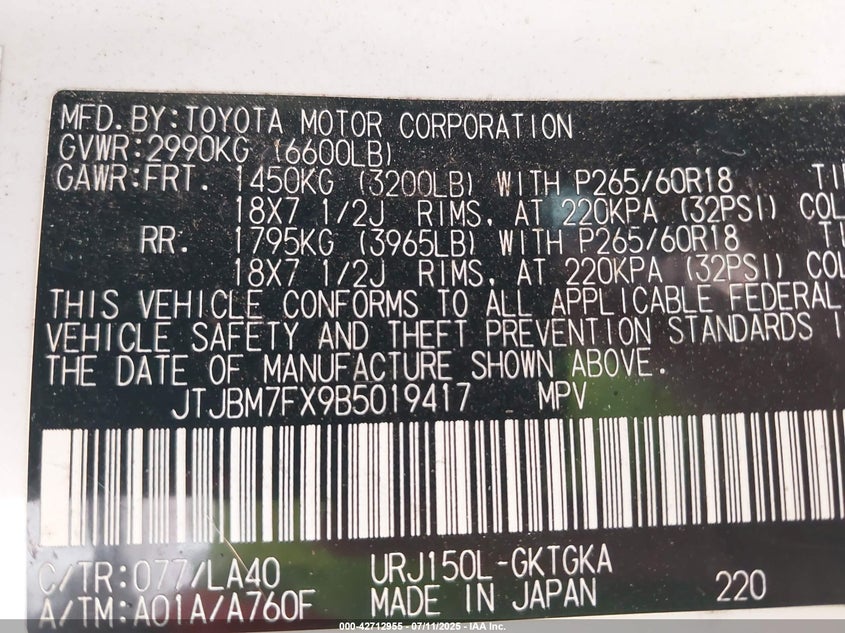 MFD.BY:TOYOTA MOTOR CORPORATION
GVWR:2990KG (6600LB)
GAWR:FRT. 1450KG (3200LB) WITH P265/60R18
18X7 1/2J RIMS, AT 220KPA (32PSI) COL
RR. 1795KG (3965LB) WITH P265/60R18
18X7 1/2J RIMS, AT 220KPA (32PSI) COL
THIS VEHICLE CONFORMS TO ALL APPLICABLE FEDERAL
VEHICLE SAFETY AND THEFT PREVENTION STANDARDS I
THE DATE OF MANUFACTURE SHOWN ABOVE.
JTJBM7FX9B5019417 MPV
C/TR:077/LA40 URJ150L-GKTGKA
A/TM:A01A/A760F MADE IN JAPAN 220
000-42712955 - 07/11/2025 - IAA Inc.